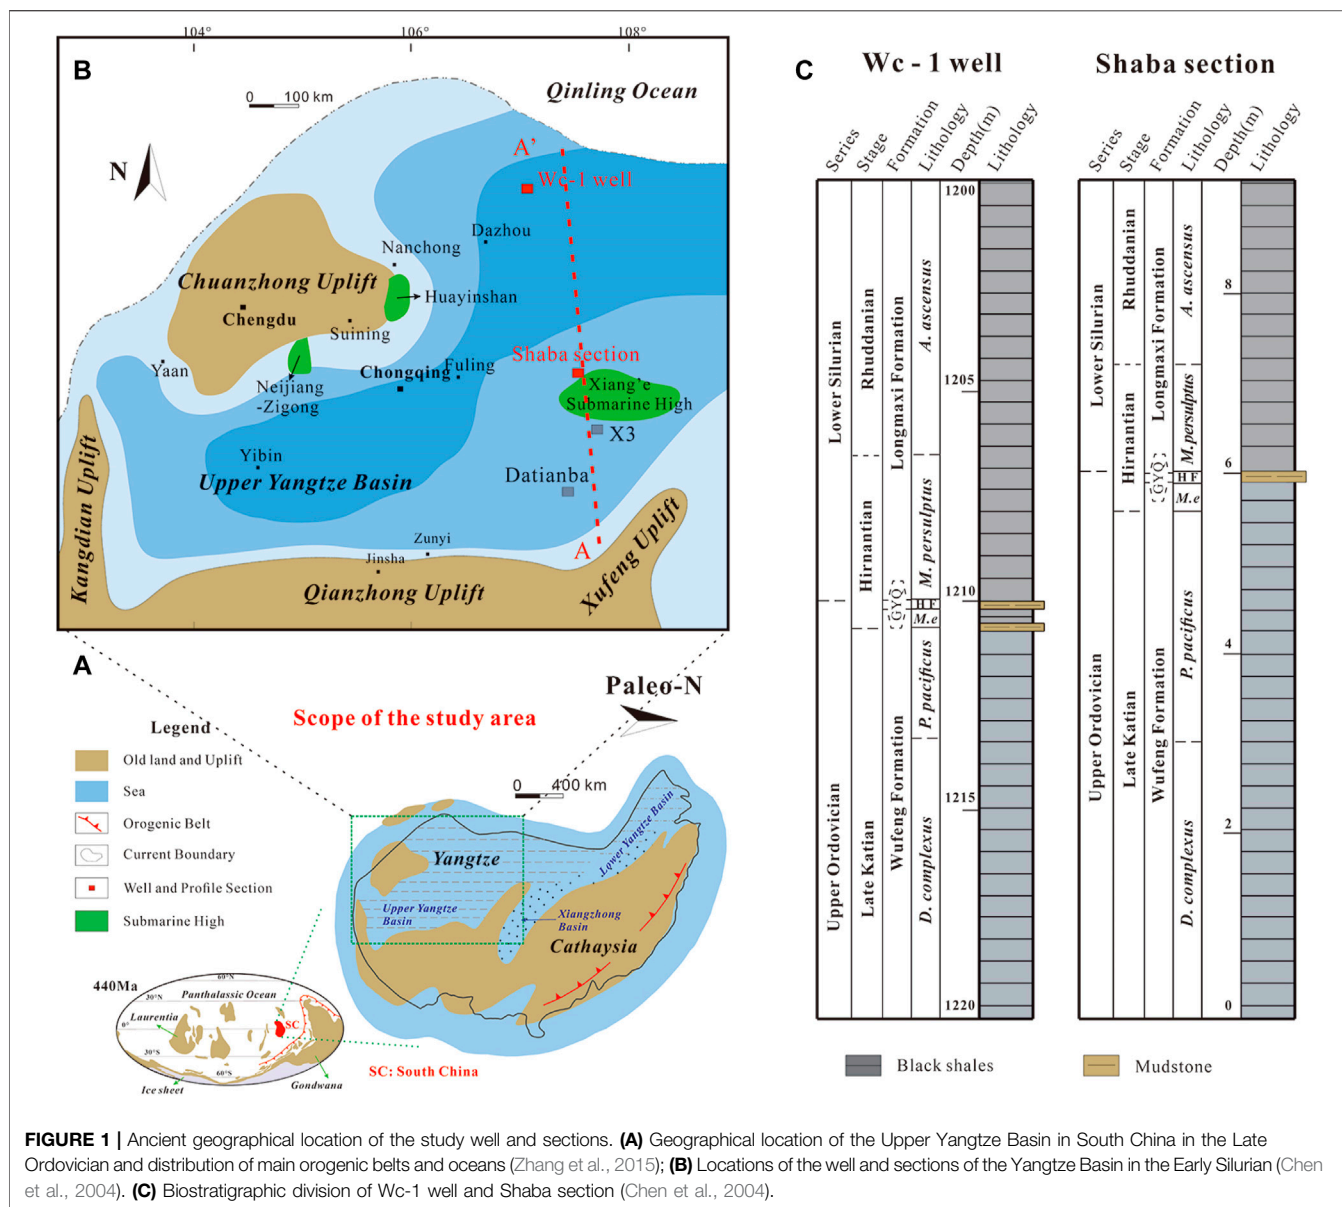 104°
106°
108°
B
0 100 km
Qinling Ocean
N
A'
Wc-1 well
Dazhou
Nanchong
Chuanzhong Uplift
Huayinshan
Chengdu
Suining
Shaba section
Yaan
Chongqing
Fuling
Neijiang
-Zigong
Xiang'e
Submarine High
X3
Yibin
Upper Yangtze Basin
Datianba
Kangdian Uplift
Zunyi
Jinsha
A
Qianzhong Uplift
Xufeng Uplift
A
Paleo-N
Scope of the study area
Legend
Old land and Uplift
Sea
Orogenic Belt
Current Boundary
Well and Profile Section
Submarine High
0 400 km
Yangtze
Lower Yangtze Basin
Upper Yangtze
Basin
Xiangzhong
Basin
Cathaysia
440Ma
60°N
30°N
Panthalassic Ocean
Laurentia
0°
SC
30°S
60°S
Ice sheet
Gondwana
SC: South China
C
Wc - 1 well
Series
Stage
Formation
Lithology
Depth(m)
Lithology
1200
1205
1210
1215
1220
Lower Silurian
Upper Ordovician
Rhuddanian
Hirnantian
Late Katian
Longmaxi Formation
GYQ
Wufeng Formation
A. ascensus
M. persulptus
H F
M.e
P. pacificus
D. complexus
Shaba section
Series
Stage
Formation
Lithology
Depth(m)
Lithology
8
6
4
2
0
Lower Silurian
Upper Ordovician
Rhuddanian
Hirnantian
Late Katian
Longmaxi Formation
GYQ
Wufeng Formation
A. ascensus
M.persulptus
H F
M.e
P. pacificus
D. complexus
Black shales
Mudstone
FIGURE 1 | Ancient geographical location of the study well and sections. (A) Geographical location of the Upper Yangtze Basin in South China in the Late
Ordovician and distribution of main orogenic belts and oceans (Zhang et al., 2015); (B) Locations of the well and sections of the Yangtze Basin in the Early Silurian (Chen
et al., 2004). (C) Biostratigraphic division of Wc-1 well and Shaba section (Chen et al., 2004).